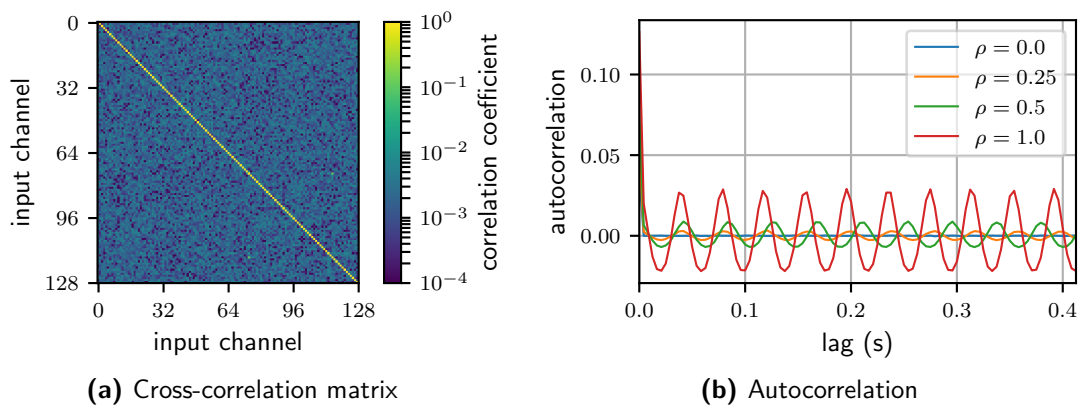 0
32
64
96
128
input channel
0
32
64
96
128
input channel
10⁰
10⁻¹
10⁻²
10⁻³
10⁻⁴
correlation coefficient
(a) Cross-correlation matrix
0.10
0.05
0.00
autocorrelation
0.0
0.1
0.2
0.3
0.4
lag (s)
ρ = 0.0
ρ = 0.25
ρ = 0.5
ρ = 1.0
(b) Autocorrelation